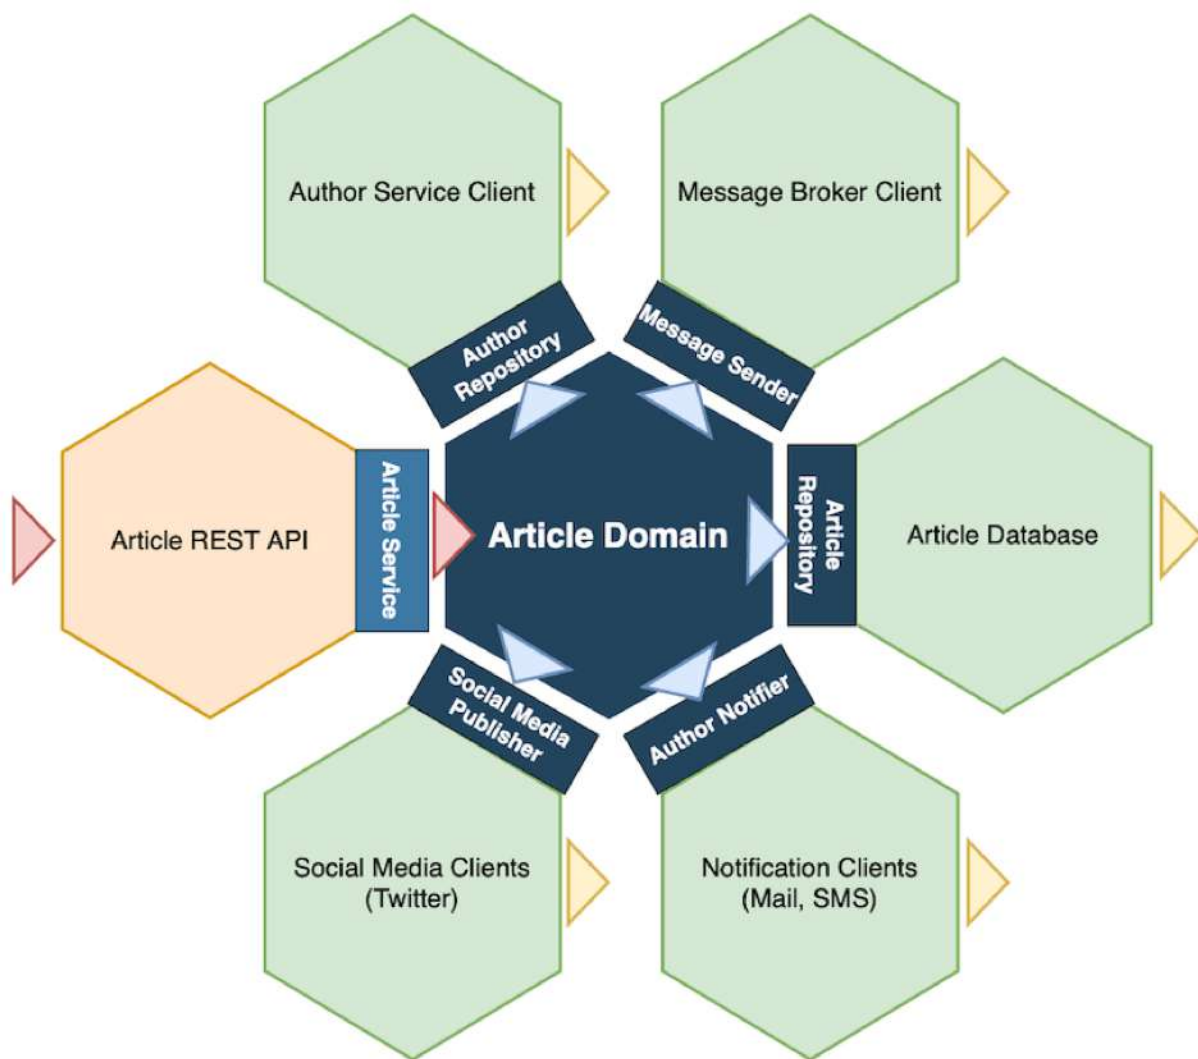 Author Service Client
Message Broker Client
Author
Repository
Message Sender
Article REST API
Article Service
Article Domain
Article
Repository
Article Database
Social Media
Publisher
Author Notifier
Social Media Clients
(Twitter)
Notification Clients
(Mail, SMS)